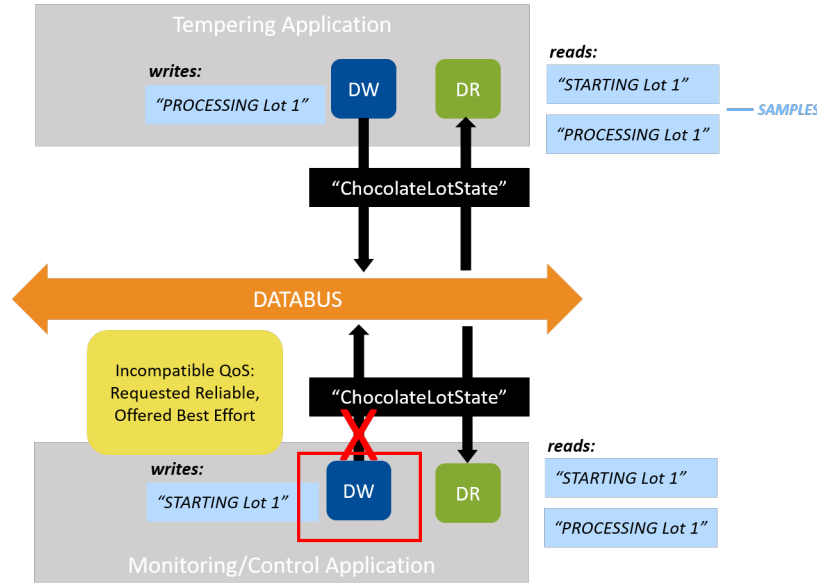 Tempering Application
writes:
“PROCESSING Lot 1”
DW
DR
reads:
“STARTING Lot 1”
“PROCESSING Lot 1”
SAMPLES
“ChocolateLotState”
DATABUS
Incompatible QoS:
Requested Reliable,
Offered Best Effort
“ChocolateLotState”
writes:
“STARTING Lot 1”
DW
DR
reads:
“STARTING Lot 1”
“PROCESSING Lot 1”
Monitoring/Control Application